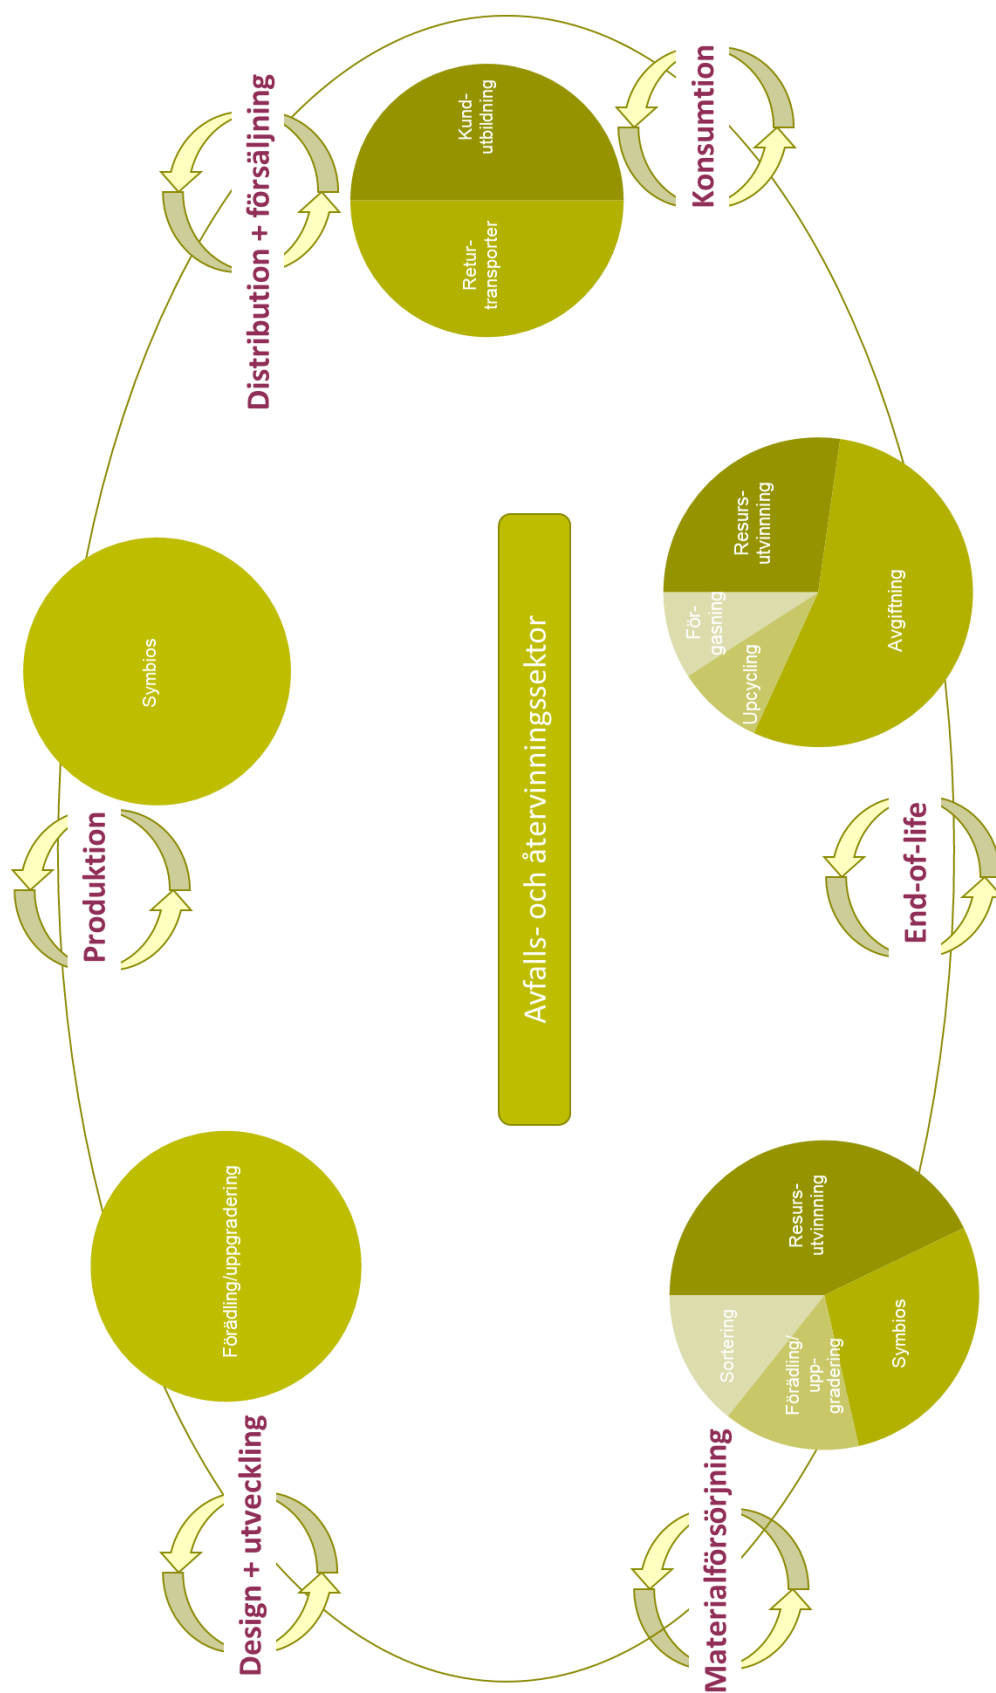 Design + utveckling
Förädling/uppgradering
Produktion
Symbios
Distribution + försäljning
Retur-
transporter
Kund-
utbildning
Konsumtion
Avfalls- och återvinningssektor
Materialförsörjning
Sortering
Förädling/
upp-
gradering
Resurs-
utvinnning
Symbios
End-of-life
Upcycling
För-
gasning
Resurs-
utvinnning
Avgiftning